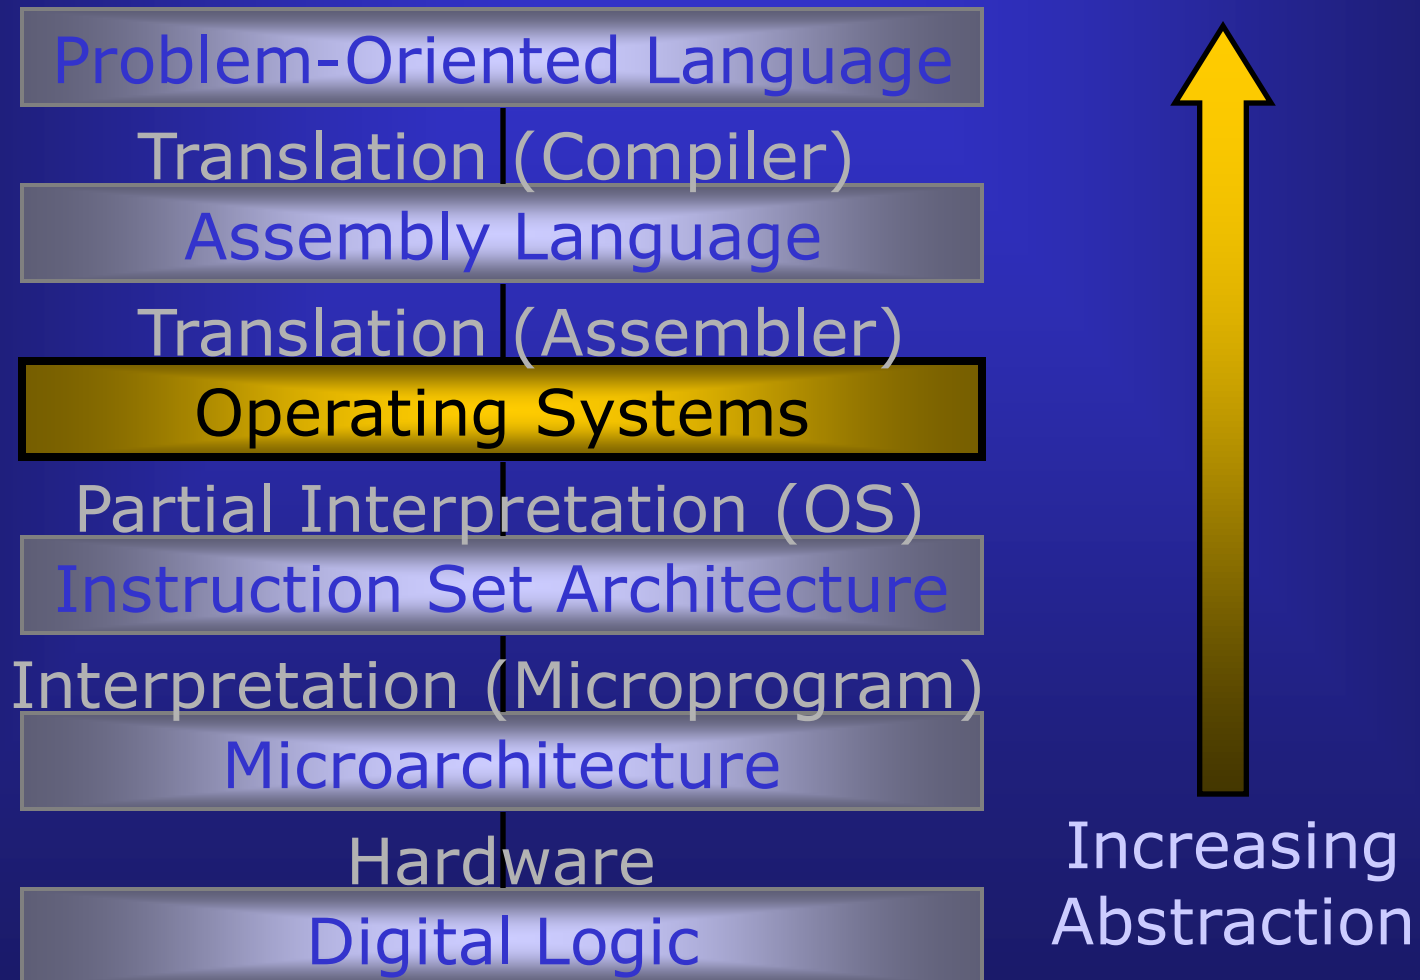 Problem-Oriented Language
Translation (Compiler)
Assembly Language
Translation (Assembler)
Operating Systems
Partial Interpretation (OS)
Instruction Set Architecture
Interpretation (Microprogram)
Microarchitecture
Hardware
Digital Logic
Increasing
Abstraction